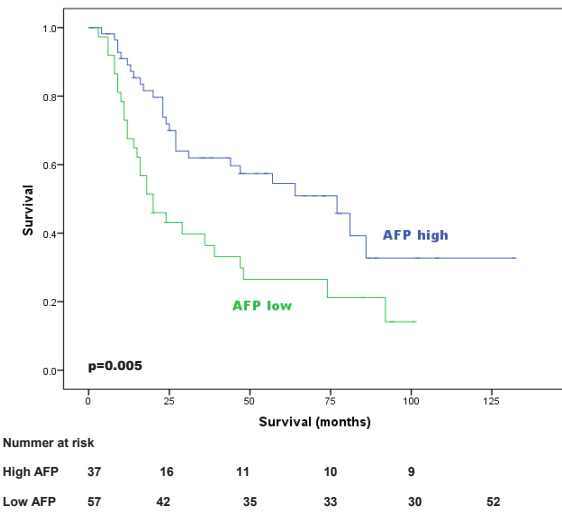 1.0
0.8
0.6
0.4
0.2
0.0
Survival
AFP high
AFP low
p=0.005
0 25 50 75 100 125
Survival (months)
Nummer at risk
High AFP 37 16 11 10 9
Low AFP 57 42 35 33 30 52